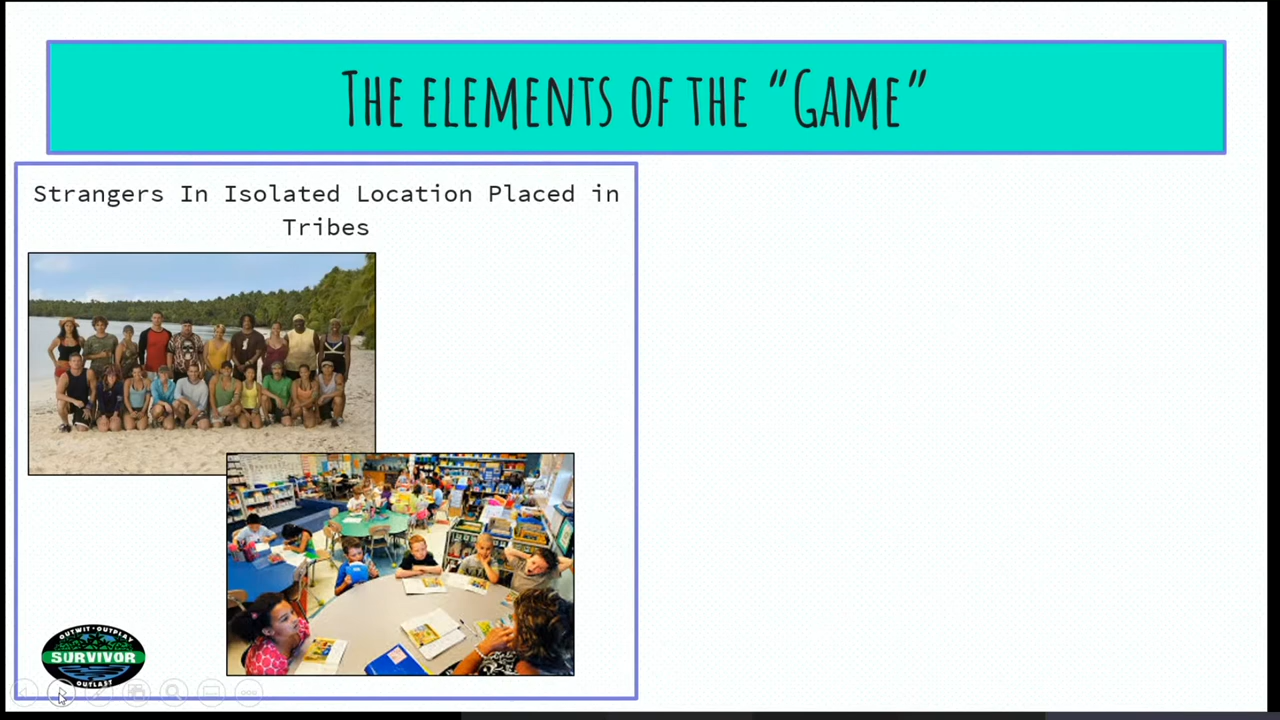 The elements of the “Game”
Strangers In Isolated Location Placed in
Tribes
OUTWIT · OUTPLAY
SURVIVOR
OUTLAST